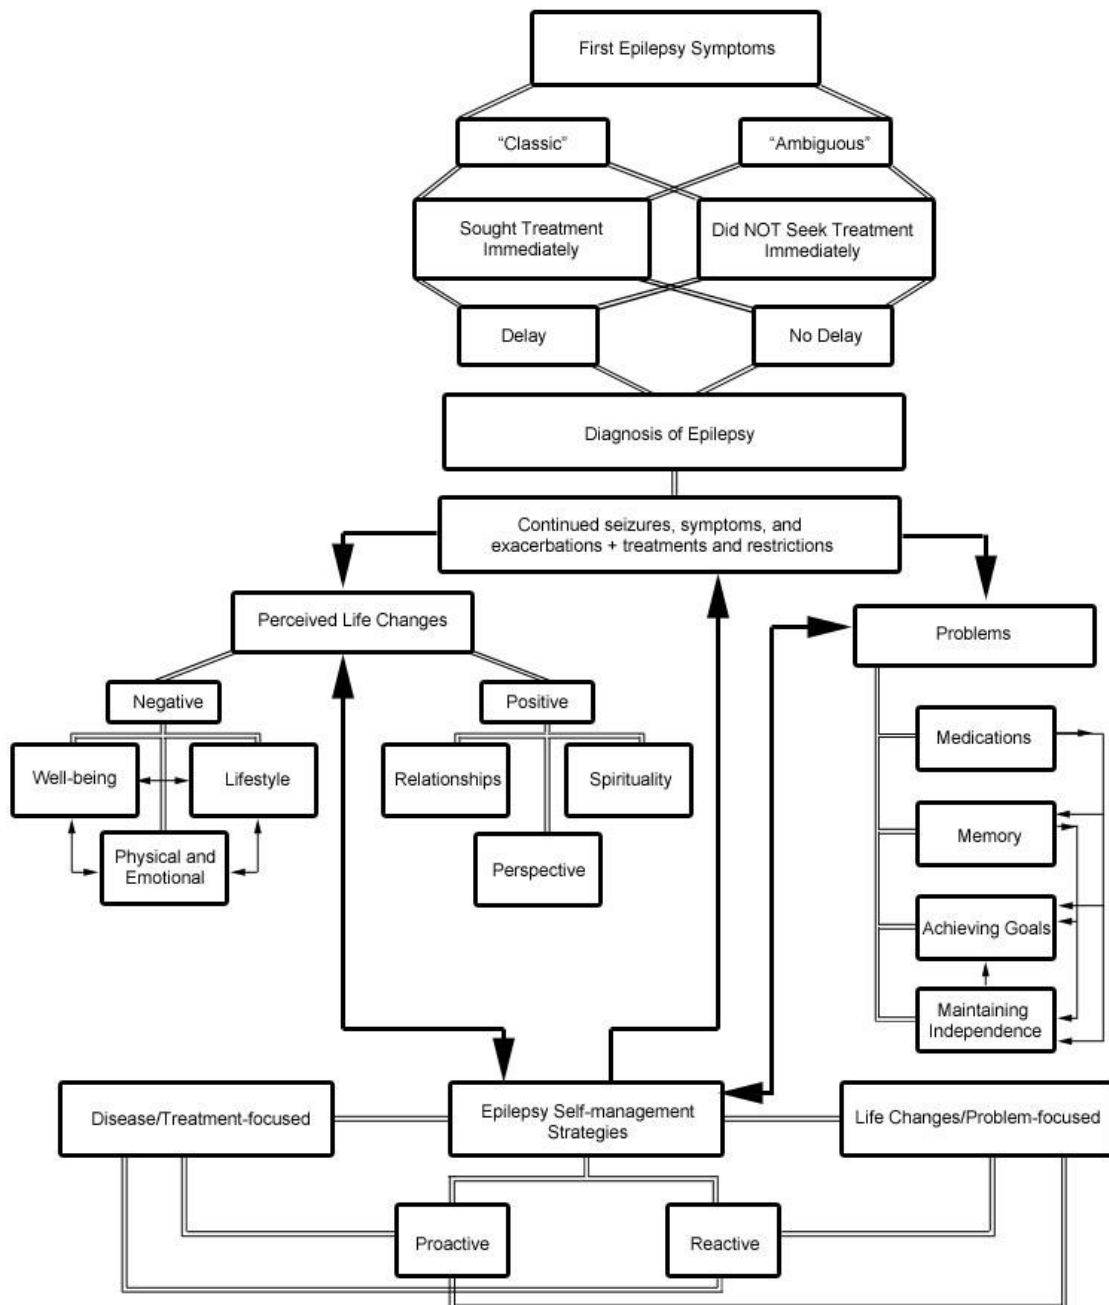 First Epilepsy Symptoms
“Classic”
“Ambiguous”
Sought Treatment
Immediately
Did NOT Seek Treatment
Immediately
Delay
No Delay
Diagnosis of Epilepsy
Continued seizures, symptoms, and
exacerbations + treatments and restrictions
Perceived Life Changes
Problems
Negative
Positive
Well-being
Lifestyle
Physical and
Emotional
Relationships
Spirituality
Perspective
Medications
Memory
Achieving Goals
Maintaining
Independence
Disease/Treatment-focused
Epilepsy Self-management
Strategies
Life Changes/Problem-focused
Proactive
Reactive